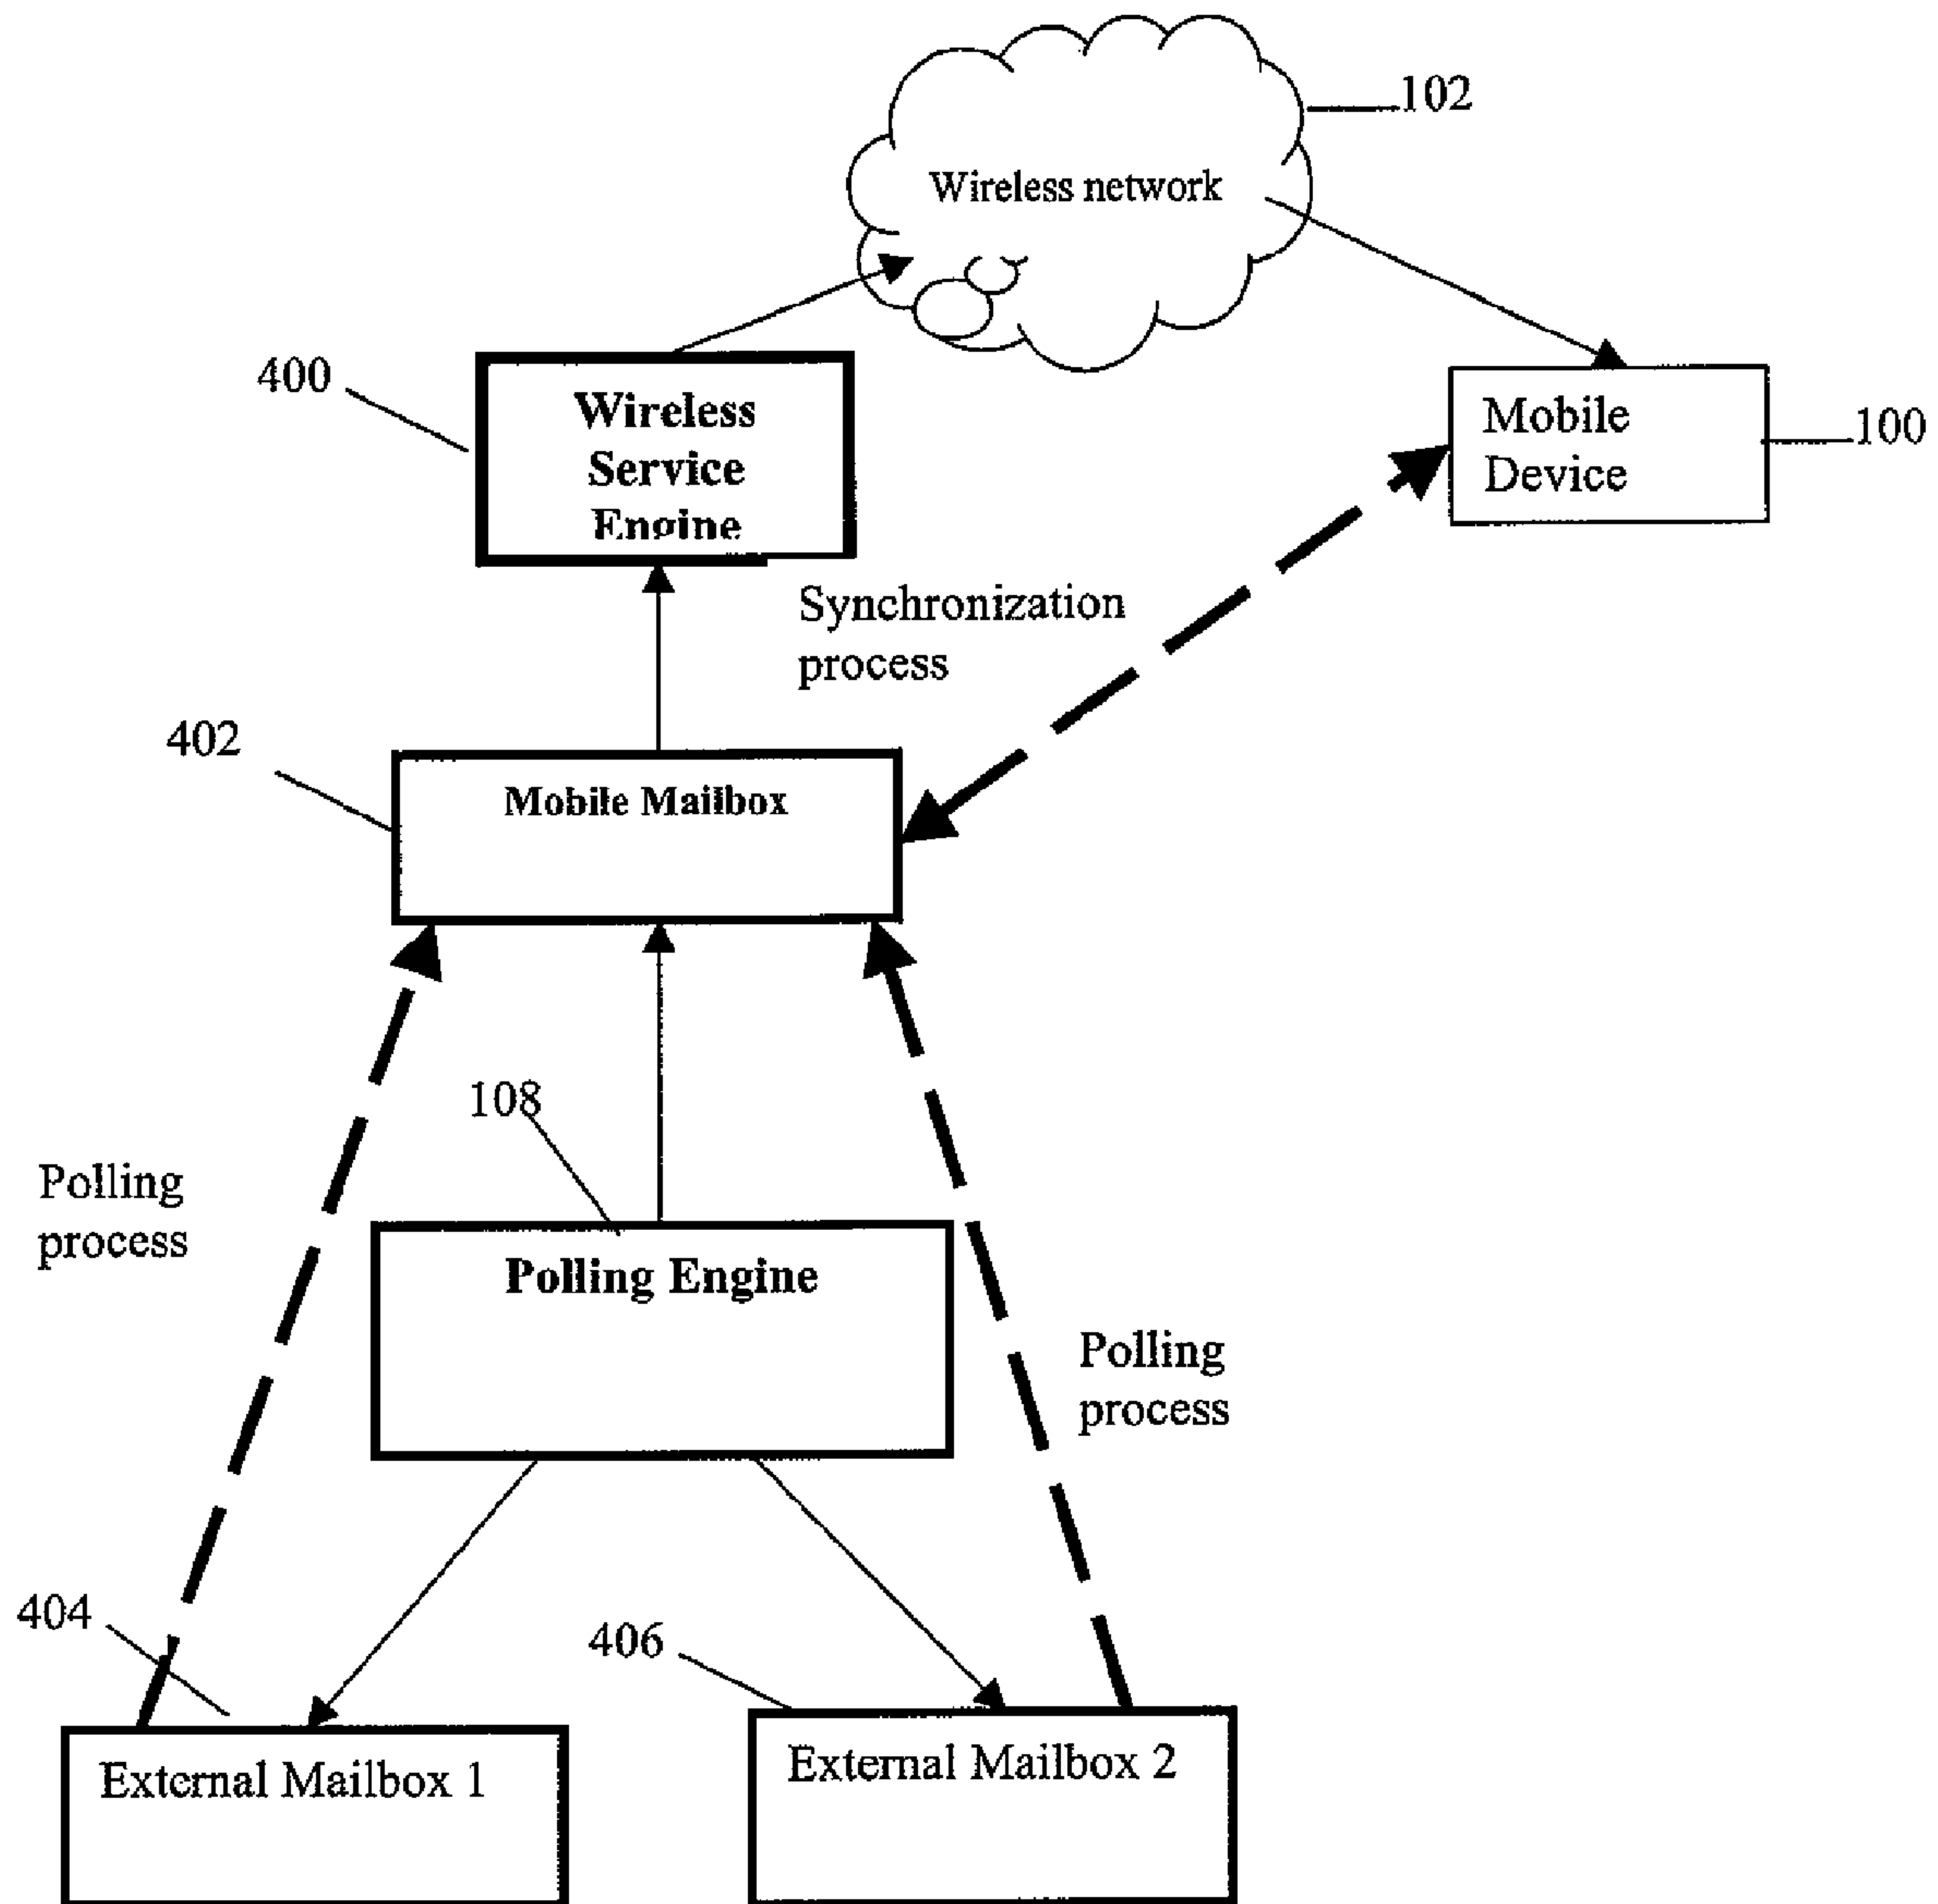 102
Wireless network
400
Wireless
Service
Engine
Mobile
Device
100
Synchronization
process
402
Mobile Mailbox
108
Polling
process
Polling Engine
Polling
process
404
406
External Mailbox 1
External Mailbox 2